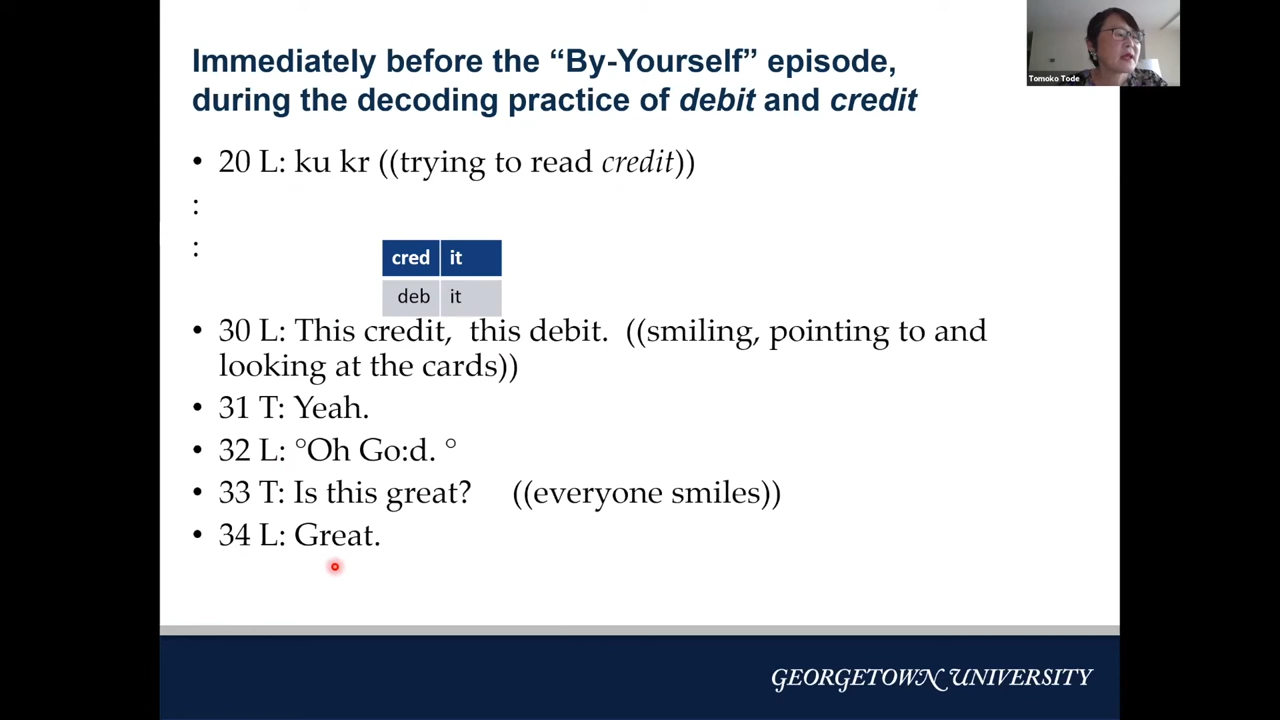 Immediately before the “By-Yourself” episode,
during the decoding practice of debit and credit
Tomoko Tode
• 20 L: ku kr ((trying to read credit))
:
:
cred it
deb it
• 30 L: This credit, this debit. ((smiling, pointing to and
looking at the cards))
• 31 T: Yeah.
• 32 L: °Oh Go:d. °
• 33 T: Is this great? ((everyone smiles))
• 34 L: Great.
GEORGETOWN UNIVERSITY